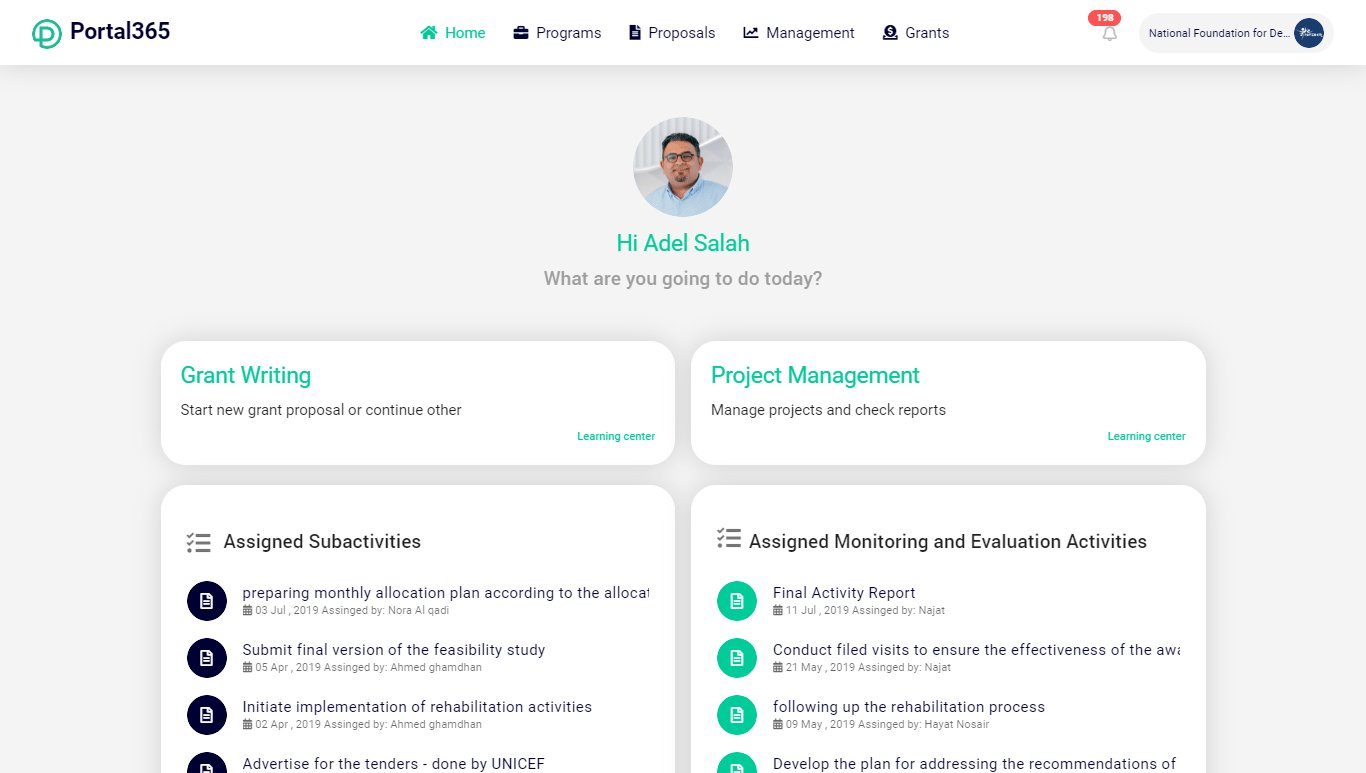 Portal365
Home
Programs
Proposals
Management
Grants
198
National Foundation for De...
Hi Adel Salah
What are you going to do today?
Grant Writing
Start new grant proposal or continue other
Learning center
Project Management
Manage projects and check reports
Learning center
Assigned Subactivities
preparing monthly allocation plan according to the allocat
03 Jul , 2019 Assinged by: Nora Al qadi
Submit final version of the feasibility study
05 Apr , 2019 Assinged by: Ahmed ghamdhan
Initiate implementation of rehabilitation activities
02 Apr , 2019 Assinged by: Ahmed ghamdhan
Advertise for the tenders - done by UNICEF
Assigned Monitoring and Evaluation Activities
Final Activity Report
11 Jul , 2019 Assinged by: Najat
Conduct filed visits to ensure the effectiveness of the awa
21 May , 2019 Assinged by: Najat
following up the rehabilitation process
09 May , 2019 Assinged by: Hayat Nosair
Develop the plan for addressing the recommendations of